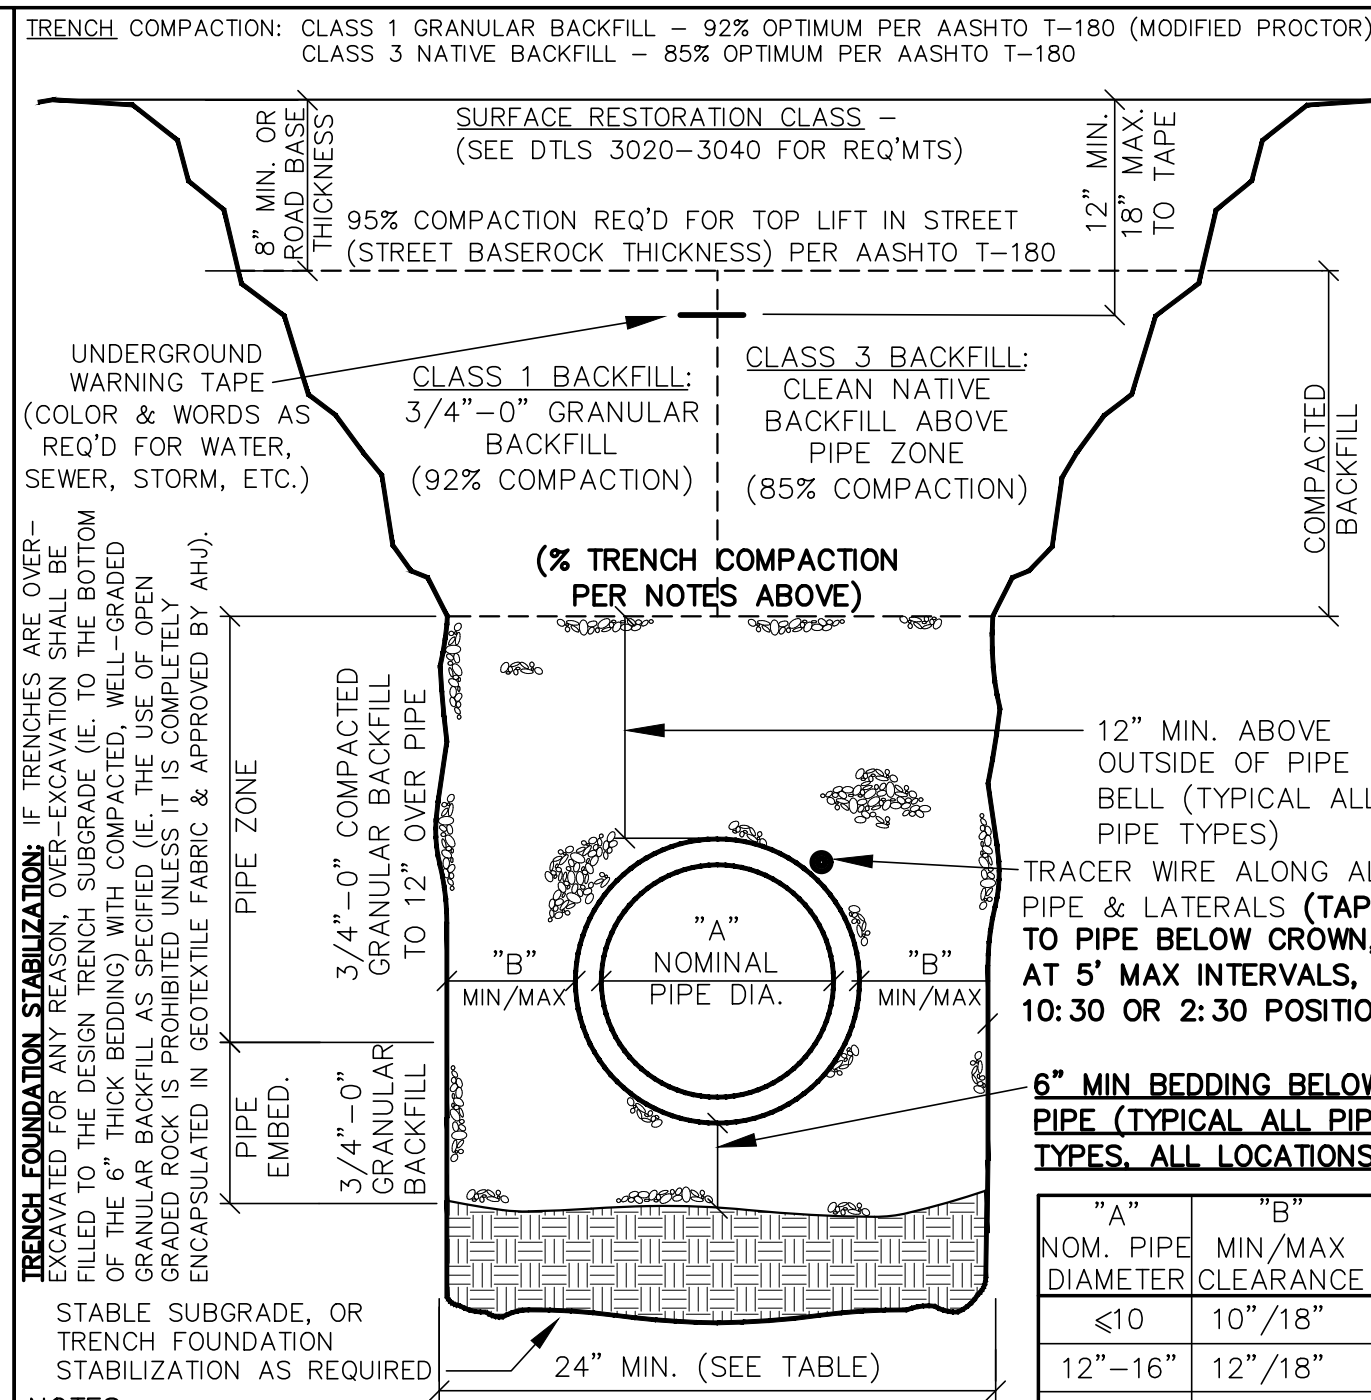 TRENCH COMPACTION: CLASS 1 GRANULAR BACKFILL – 92% OPTIMUM PER AASHTO T–180 (MODIFIED PROCTOR)
CLASS 3 NATIVE BACKFILL – 85% OPTIMUM PER AASHTO T–180
8" MIN. OR
ROAD BASE
THICKNESS
SURFACE RESTORATION CLASS –
(SEE DTLS 3020–3040 FOR REQ'MTS)
12" MIN.
18" MAX.
TO TAPE
95% COMPACTION REQ'D FOR TOP LIFT IN STREET
(STREET BASEROCK THICKNESS) PER AASHTO T–180
UNDERGROUND
WARNING TAPE
(COLOR & WORDS AS
REQ'D FOR WATER,
SEWER, STORM, ETC.)
CLASS 1 BACKFILL:
3/4"–0" GRANULAR
BACKFILL
(92% COMPACTION)
CLASS 3 BACKFILL:
CLEAN NATIVE
BACKFILL ABOVE
PIPE ZONE
(85% COMPACTION)
COMPACTED
BACKFILL
(% TRENCH COMPACTION
PER NOTES ABOVE)
TRENCH FOUNDATION STABILIZATION: IF TRENCHES ARE OVER–
EXCAVATED FOR ANY REASON, OVER–EXCAVATION SHALL BE
FILLED TO THE DESIGN TRENCH SUBGRADE (IE. TO THE BOTTOM
OF THE 6" THICK BEDDING) WITH COMPACTED, WELL–GRADED
GRANULAR BACKFILL AS SPECIFIED (IE. THE USE OF OPEN
GRADED ROCK IS PROHIBITED UNLESS IT IS COMPLETELY
ENCAPSULATED IN GEOTEXTILE FABRIC & APPROVED BY AHJ).
PIPE ZONE
3/4"–0" COMPACTED
GRANULAR BACKFILL
TO 12" OVER PIPE
12" MIN. ABOVE
OUTSIDE OF PIPE
BELL (TYPICAL ALL
PIPE TYPES)
TRACER WIRE ALONG AL
PIPE & LATERALS (TAP
TO PIPE BELOW CROWN,
AT 5' MAX INTERVALS,
10:30 OR 2:30 POSITIO
"A"
NOMINAL
PIPE DIA.
"B"
MIN/MAX
"B"
MIN/MAX
PIPE
EMBED.
3/4"–0"
GRANULAR
BACKFILL
6" MIN BEDDING BELOW
PIPE (TYPICAL ALL PIP
TYPES, ALL LOCATIONS
"A" "B"
NOM. PIPE MIN/MAX
DIAMETER CLEARANCE
⩽10 10"/18"
12"–16" 12"/18"
STABLE SUBGRADE, OR
TRENCH FOUNDATION
STABILIZATION AS REQUIRED
24" MIN. (SEE TABLE)